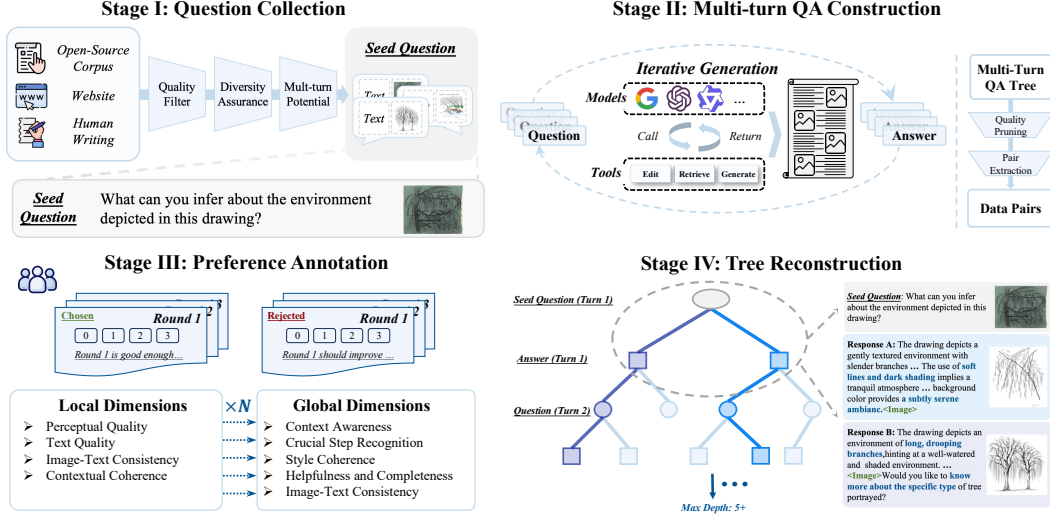 Stage I: Question Collection
Open-Source
Corpus
Website
Human
Writing
Quality
Filter
Diversity
Assurance
Mult-turn
Potential
Seed Question
Text
Text
Seed
Question
What can you infer about the environment
depicted in this drawing?
Stage II: Multi-turn QA Construction
Iterative Generation
Models
...
Call
Return
Tools
Edit
Retrieve
Generate
Question
Answer
Multi-Turn
QA Tree
Quality
Pruning
Pair
Extraction
Data Pairs
Stage III: Preference Annotation
Chosen
Round 1
0 1 2 3
Round 1 is good enough…
Rejected
Round 1
0 1 2 3
Round 1 should improve …
Local Dimensions
➢ Perceptual Quality
➢ Text Quality
➢ Image-Text Consistency
➢ Contextual Coherence
×N
Global Dimensions
➢ Context Awareness
➢ Crucial Step Recognition
➢ Style Coherence
➢ Helpfulness and Completeness
➢ Image-Text Consistency
Stage IV: Tree Reconstruction
Seed Question (Turn 1)
Answer (Turn 1)
Question (Turn 2)
Max Depth: 5+
Seed Question: What can you infer
about the environment depicted in this
drawing?
Response A: The drawing depicts a
gently textured environment with
slender branches … The use of soft
lines and dark shading implies a
tranquil atmosphere … background
color provides a subtly serene
ambianc.<Image>
Response B: The drawing depicts an
environment of long, drooping
branches,hinting at a well-watered
and shaded environment. …
<Image>Would you like to know
more about the specific type of tree
portrayed?